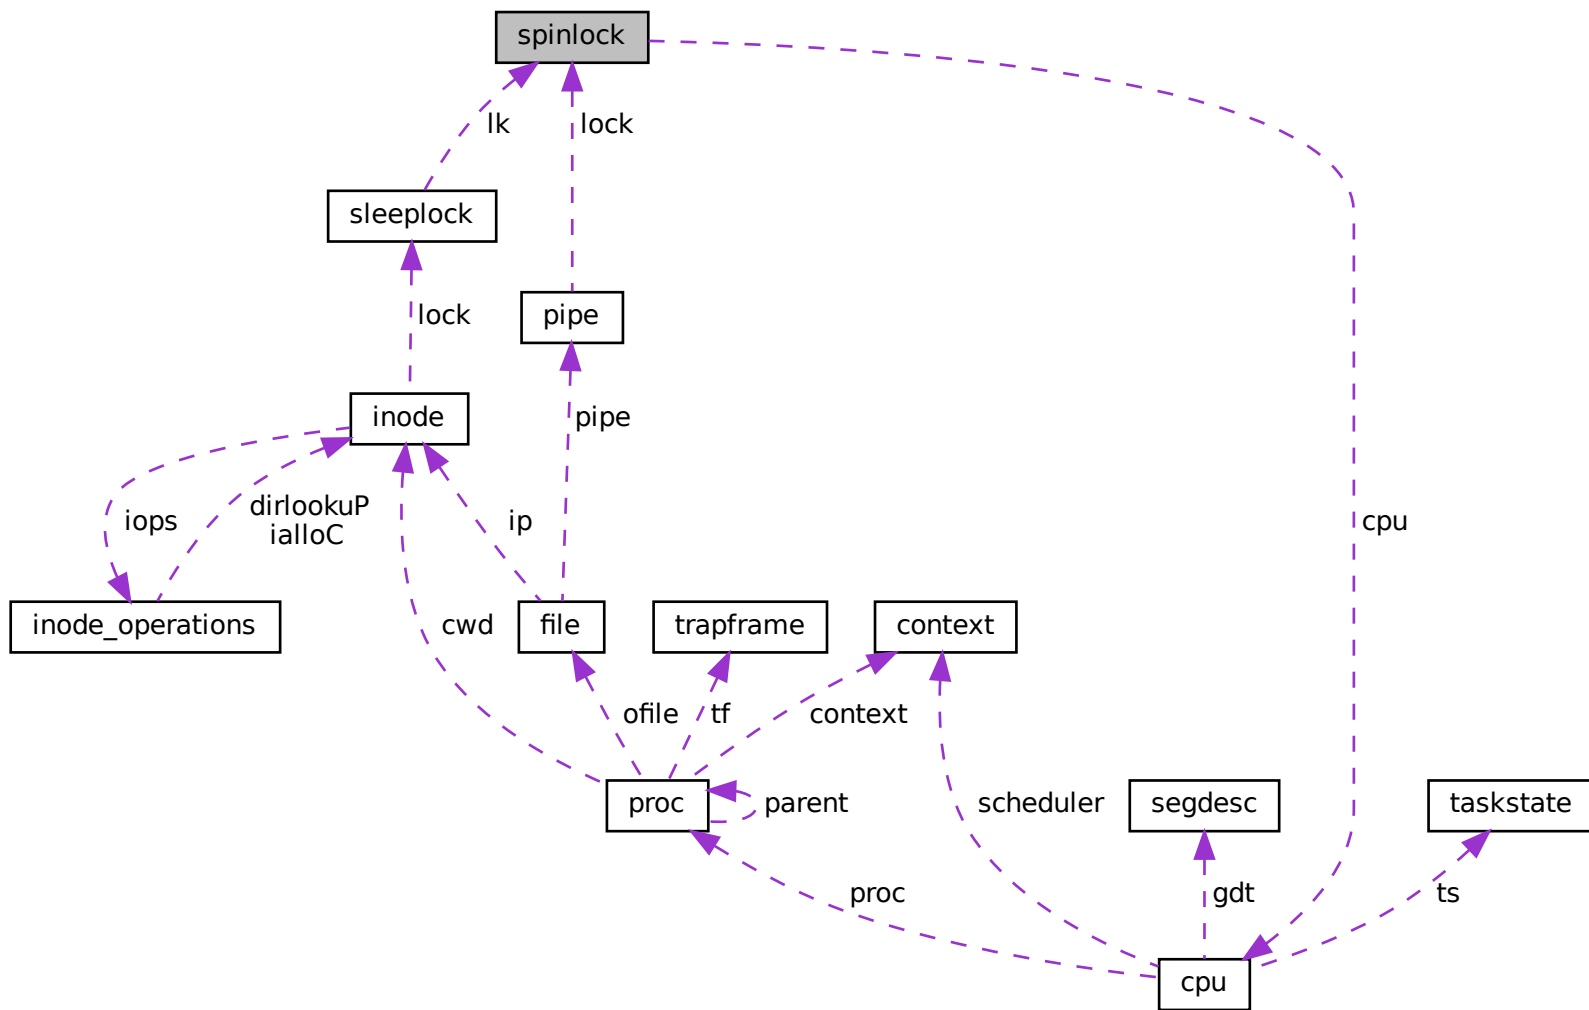 spinlock
lk
lock
sleeplock
pipe
lock
inode
pipe
iops
dirlookuP
ialloC
ip
cpu
inode_operations
cwd
file
trapframe
context
ofile
tf
context
proc
parent
scheduler
segdesc
taskstate
proc
gdt
ts
cpu